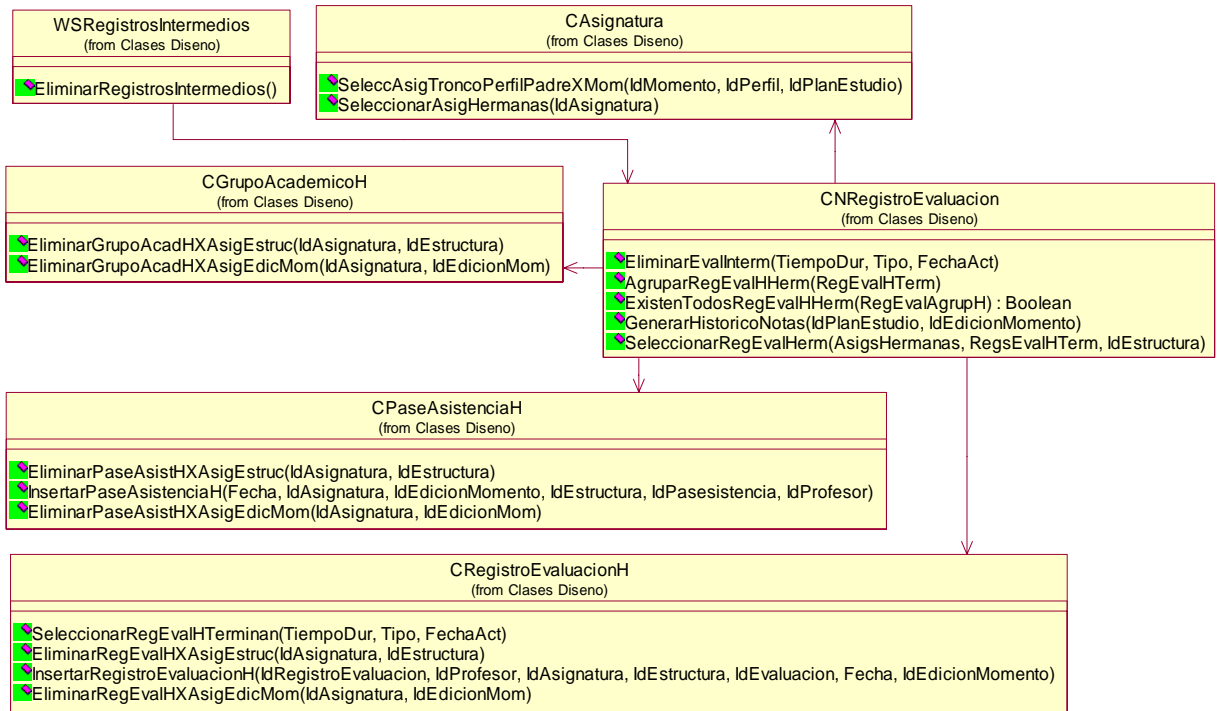 WSRegistrosIntermedios
(from Clases Diseno)
EliminarRegistrosIntermedios()
CAsignatura
(from Clases Diseno)
SeleccAsigTroncoPerfilPadreXMom(IdMomento, IdPerfil, IdPlanEstudio)
SeleccionarAsigHermanas(IdAsignatura)
CGrupoAcademicoH
(from Clases Diseno)
EliminarGrupoAcadHXAsigEstruc(IdAsignatura, IdEstructura)
EliminarGrupoAcadHXAsigEdicMom(IdAsignatura, IdEdicionMom)
CNRegistroEvaluacion
(from Clases Diseno)
EliminarEvalInterm(TiempoDur, Tipo, FechaAct)
AgruparRegEvalHHerm(RegEvalHTerm)
ExistenTodosRegEvalHHerm(RegEvalAgrupH) : Boolean
GenerarHistoricoNotas(IdPlanEstudio, IdEdicionMomento)
SeleccionarRegEvalHerm(AsigsHermanas, RegsEvalHTerm, IdEstructura)
CPaseAsistenciaH
(from Clases Diseno)
EliminarPaseAsistHXAsigEstruc(IdAsignatura, IdEstructura)
InsertarPaseAsistenciaH(Fecha, IdAsignatura, IdEdicionMomento, IdEstructura, IdPasesistencia, IdProfesor)
EliminarPaseAsistHXAsigEdicMom(IdAsignatura, IdEdicionMom)
CRegistroEvaluacionH
(from Clases Diseno)
SeleccionarRegEvalHTerminan(TiempoDur, Tipo, FechaAct)
EliminarRegEvalHXAsigEstruc(IdAsignatura, IdEstructura)
InsertarRegistroEvaluacionH(IdRegistroEvaluacion, IdProfesor, IdAsignatura, IdEstructura, IdEvaluacion, Fecha, IdEdicionMomento)
EliminarRegEvalHXAsigEdicMom(IdAsignatura, IdEdicionMom)